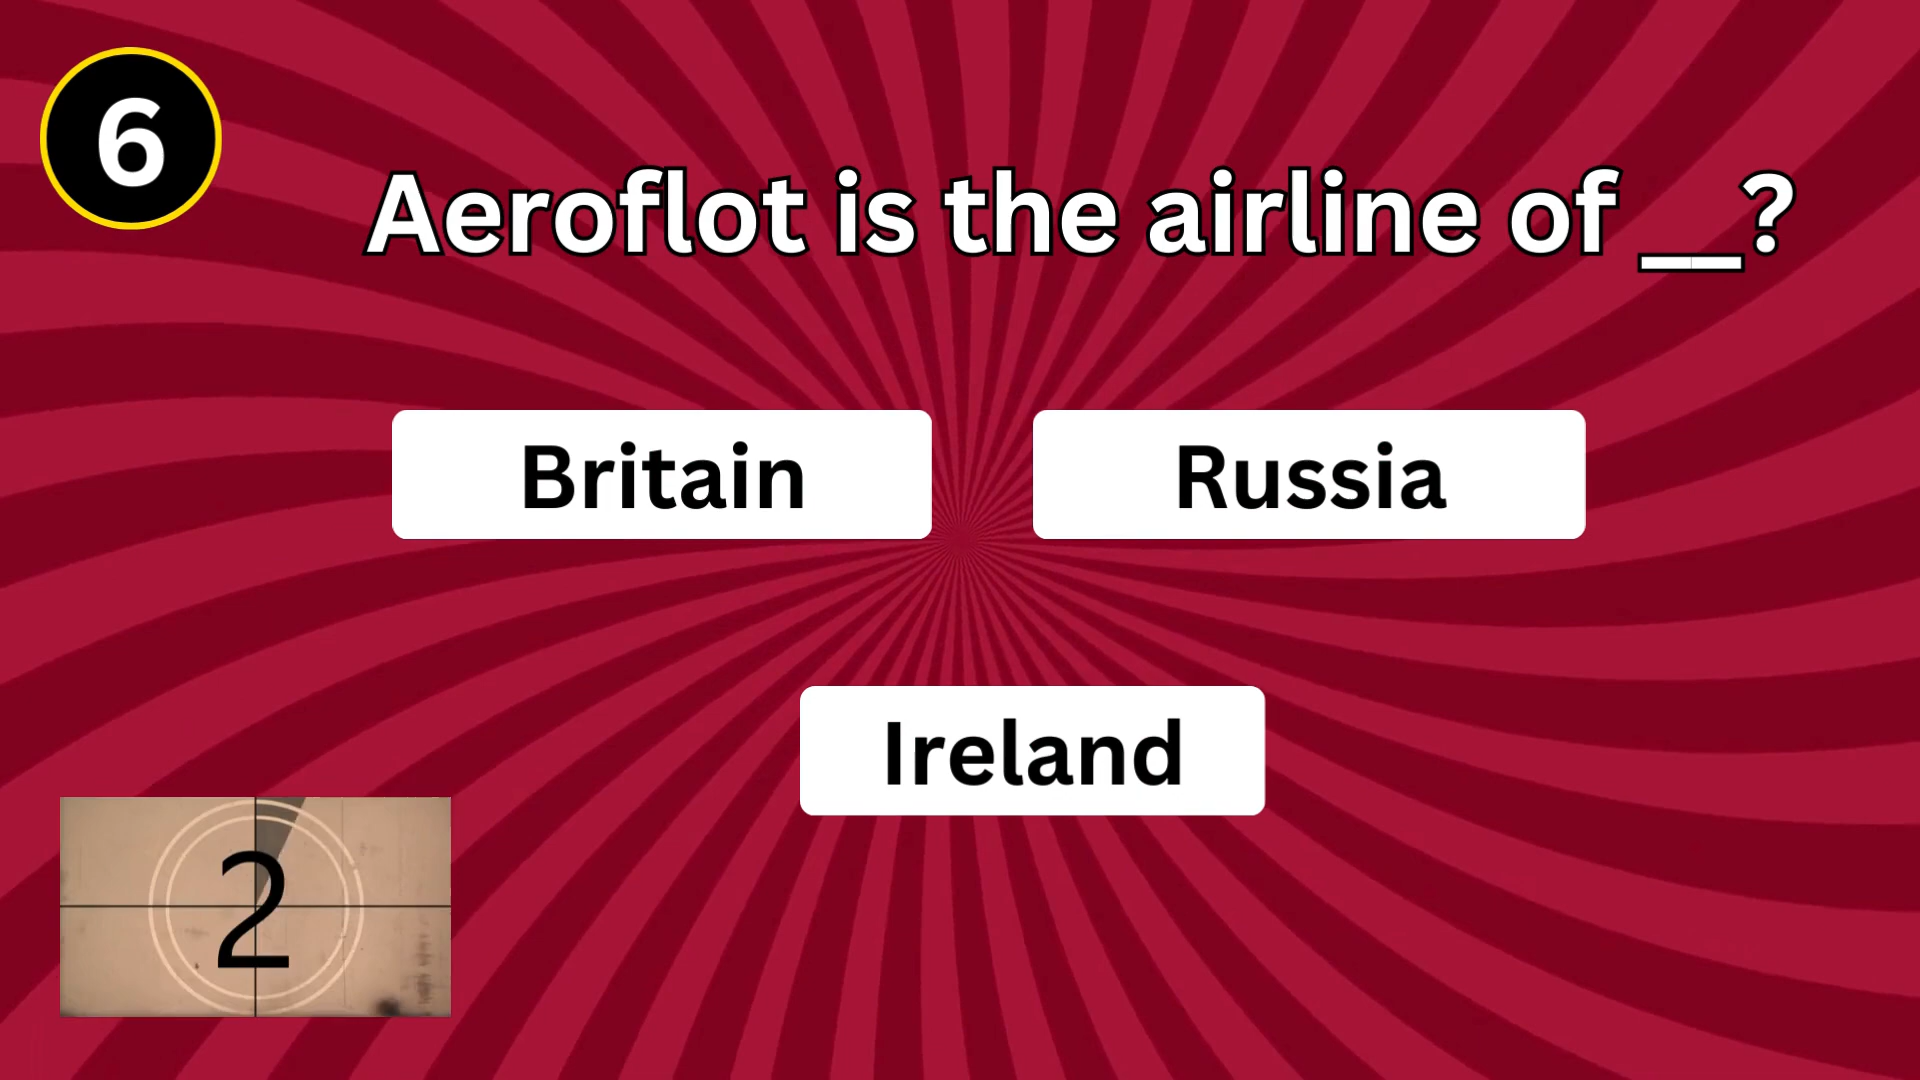 6
Aeroflot is the airline of __?
Britain
Russia
Ireland
2